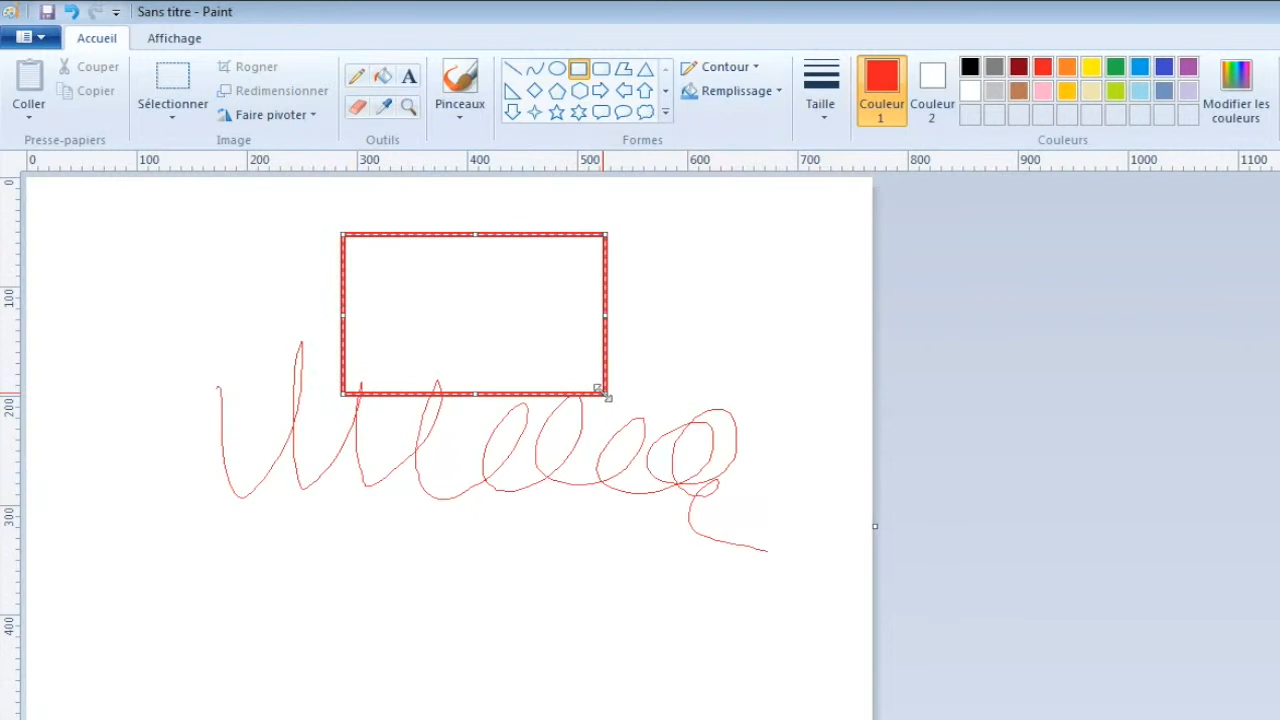 Sans titre - Paint
Accueil Affichage
Coller
Couper
Copier
Presse-papiers
Sélectionner
Rogner
Redimensionner
Faire pivoter
Image
A
Outils
Pinceaux
Contour
Remplissage
Formes
Taille
Couleur
1
Couleur
2
Modifier les
couleurs
Couleurs
0 100 200 300 400 500 600 700 800 900 1000 1100
0
100
200
300
400